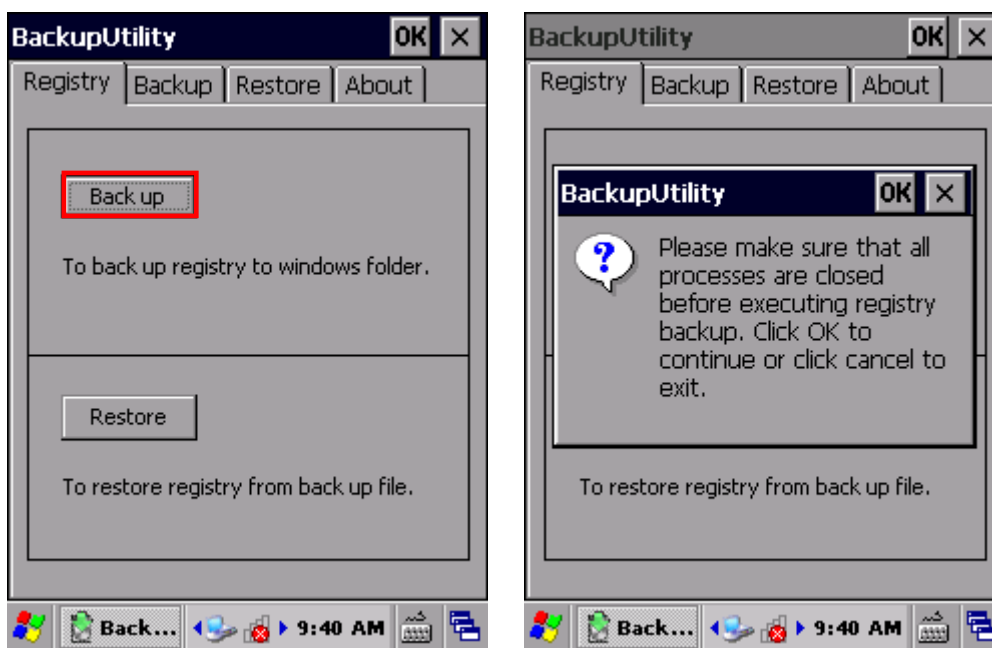 BackupUtility OK ×
Registry Backup Restore About
Back up
To back up registry to windows folder.
Restore
To restore registry from back up file.
Back... 9:40 AM
BackupUtility OK ×
Registry Backup Restore About
BackupUtility OK ×
Please make sure that all
processes are closed
before executing registry
backup. Click OK to
continue or click cancel to
exit.
To restore registry from back up file.
Back... 9:40 AM